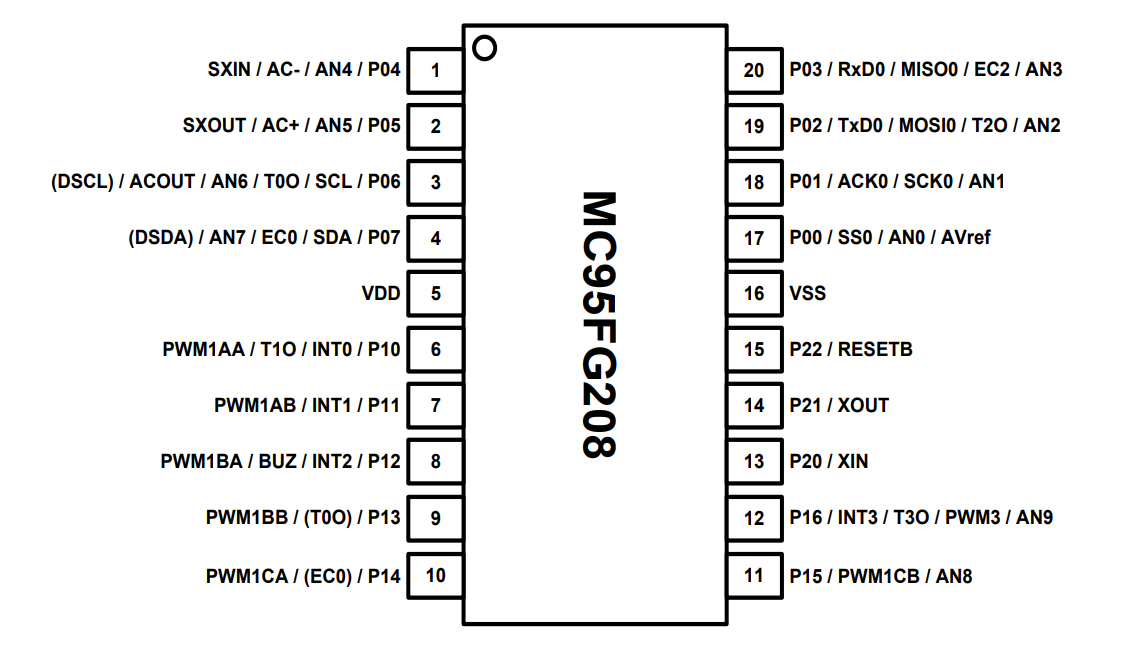 SXIN / AC- / AN4 / P04 1
SXOUT / AC+ / AN5 / P05 2
(DSCL) / ACOUT / AN6 / T0O / SCL / P06 3
(DSDA) / AN7 / EC0 / SDA / P07 4
VDD 5
PWM1AA / T1O / INT0 / P10 6
PWM1AB / INT1 / P11 7
PWM1BA / BUZ / INT2 / P12 8
PWM1BB / (T0O) / P13 9
PWM1CA / (EC0) / P14 10
MC95FG208
20 P03 / RxD0 / MISO0 / EC2 / AN3
19 P02 / TxD0 / MOSI0 / T2O / AN2
18 P01 / ACK0 / SCK0 / AN1
17 P00 / SS0 / AN0 / AVref
16 VSS
15 P22 / RESETB
14 P21 / XOUT
13 P20 / XIN
12 P16 / INT3 / T3O / PWM3 / AN9
11 P15 / PWM1CB / AN8